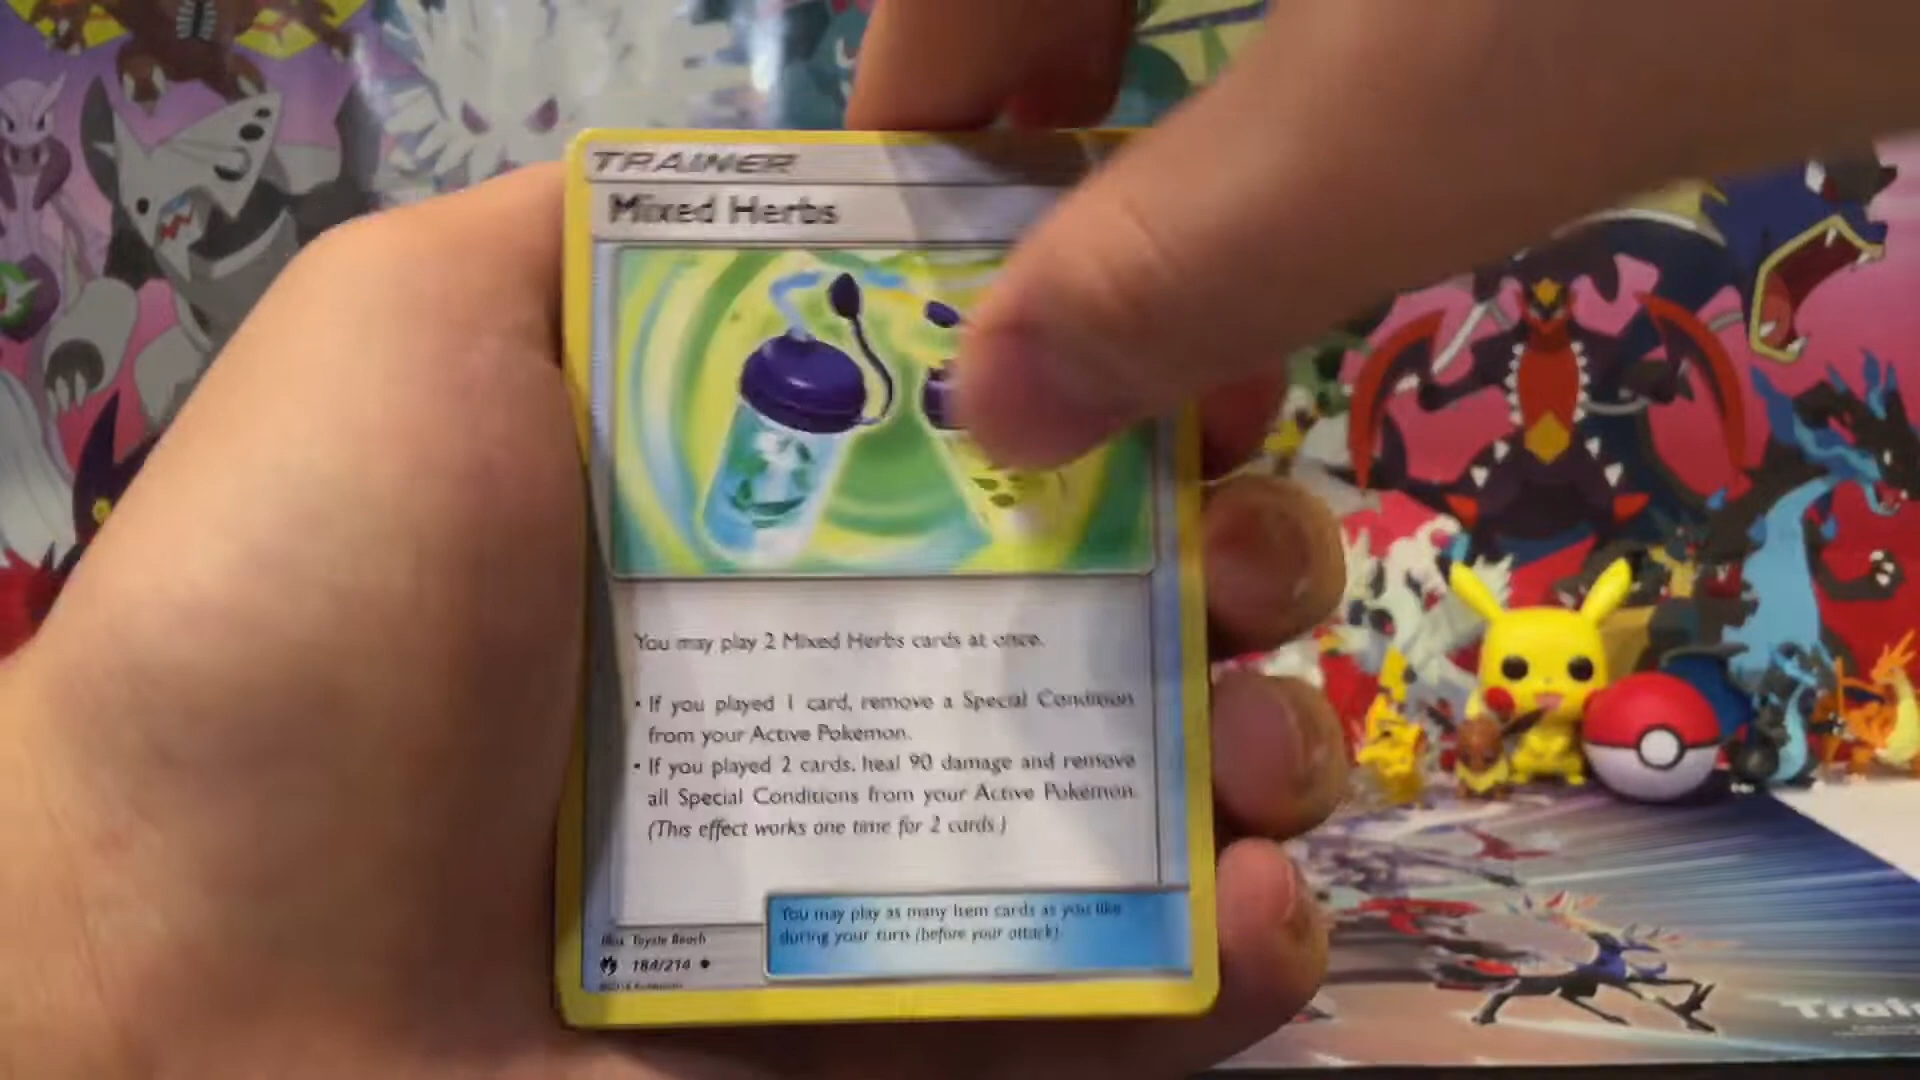 TRAINER
Mixed Herbs
You may play 2 Mixed Herbs cards at once.
• If you played 1 card, remove a Special Condition
from your Active Pokémon.
• If you played 2 cards, heal 90 damage and remove
all Special Conditions from your Active Pokémon.
(This effect works one time for 2 cards.)
You may play as many Item cards as you like
during your turn (before your attack).
Illus. Toyste Beach
184/214
Trai